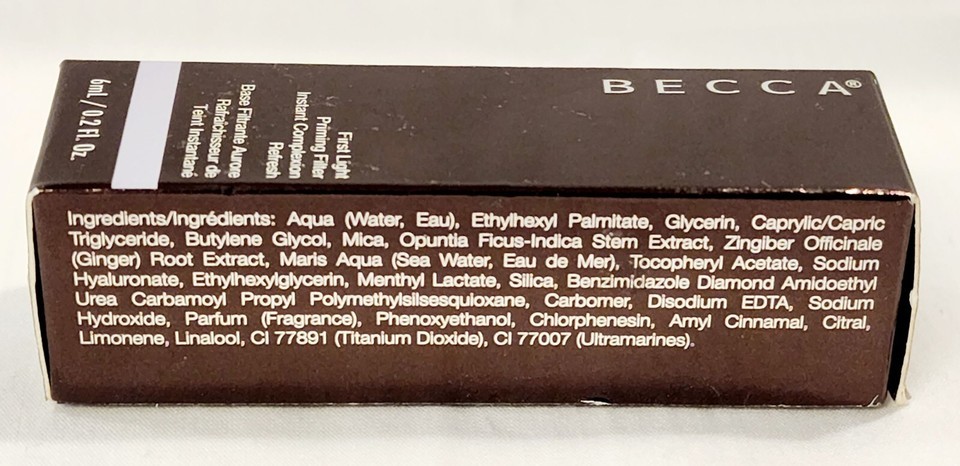 BECCA®
First Light
Priming Filter
Instant Complexion
Refresh
Base Filtrante Aurore
Rafraîchisseur de
Teint Instantané
6mL / 0.2 Fl. Oz.
Ingredients/Ingrédients: Aqua (Water, Eau), Ethylhexyl Palmitate, Glycerin, Caprylic/Capric
Triglyceride, Butylene Glycol, Mica, Opuntia Ficus-Indica Stem Extract, Zingiber Officinale
(Ginger) Root Extract, Maris Aqua (Sea Water, Eau de Mer), Tocopheryl Acetate, Sodium
Hyaluronate, Ethylhexylglycerin, Menthyl Lactate, Silica, Benzimidazole Diamond Amidoethyl
Urea Carbamoyl Propyl Polymethylsilsesquioxane, Carbomer, Disodium EDTA, Sodium
Hydroxide, Parfum (Fragrance), Phenoxyethanol, Chlorphenesin, Amyl Cinnamal, Citral,
Limonene, Linalool, CI 77891 (Titanium Dioxide), CI 77007 (Ultramarines).